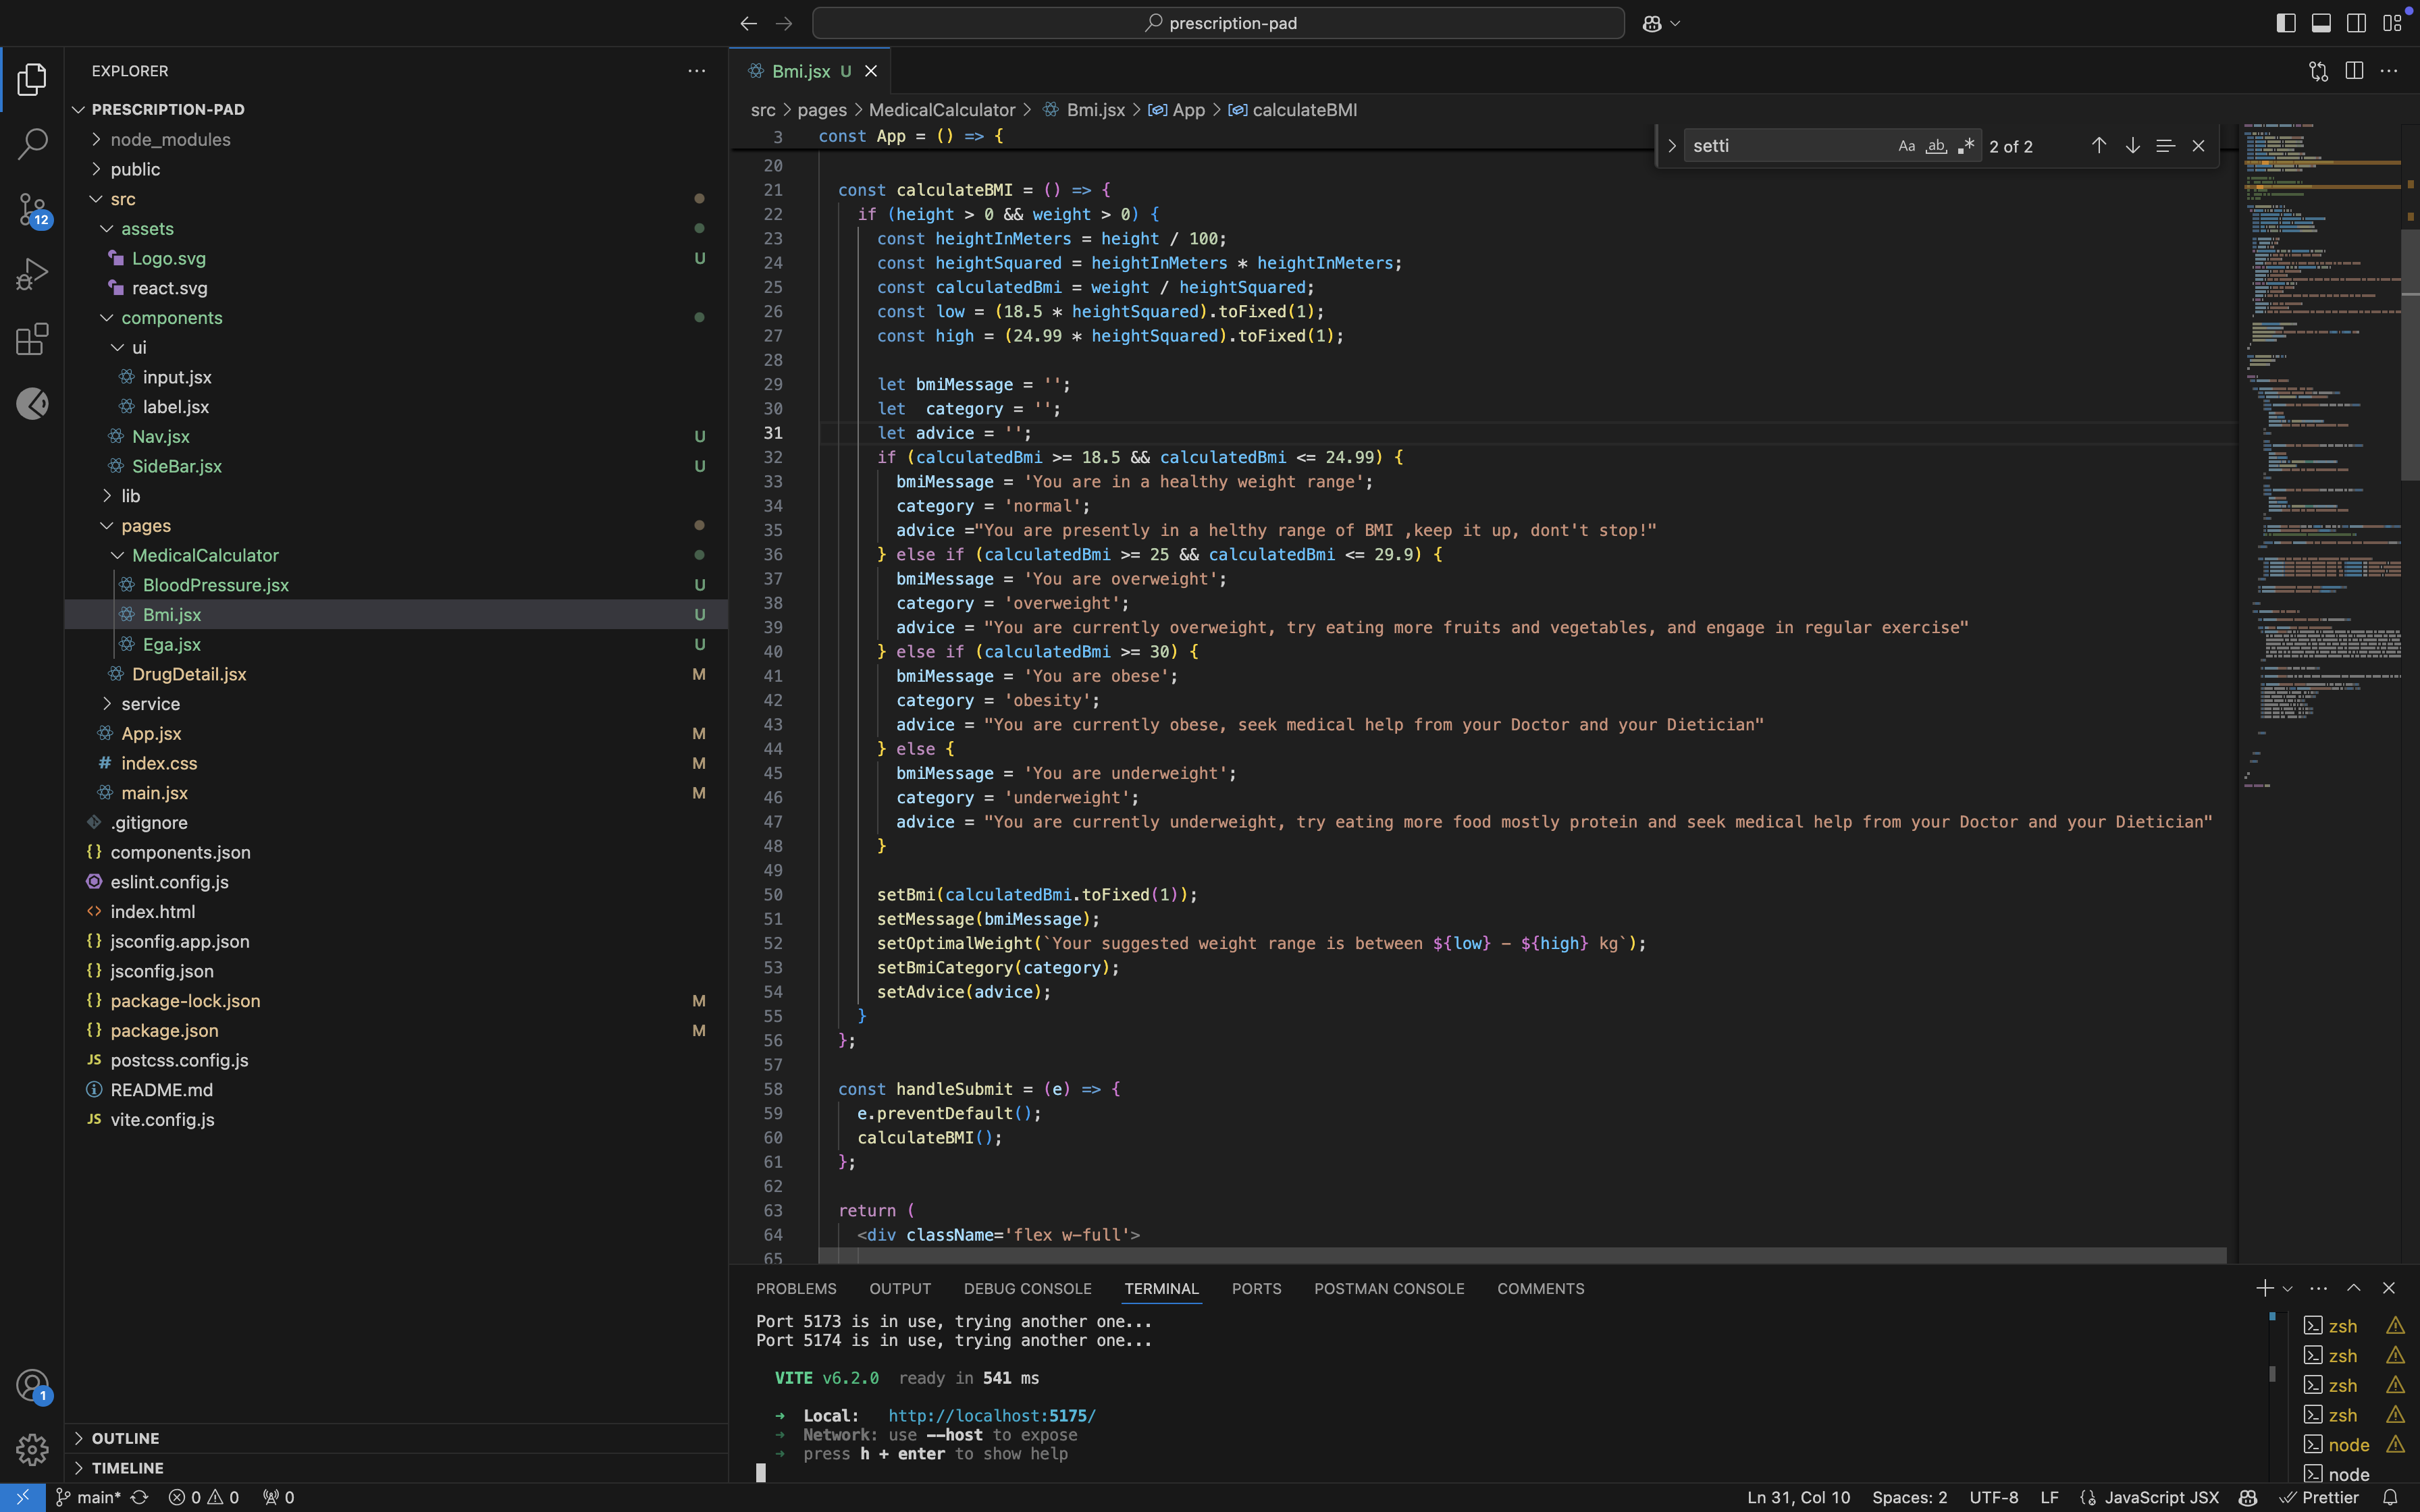 prescription-pad
EXPLORER
PRESCRIPTION-PAD
node_modules
public
src
assets
Logo.svg U
react.svg
components
ui
input.jsx
label.jsx
Nav.jsx U
SideBar.jsx U
lib
pages
MedicalCalculator
BloodPressure.jsx U
Bmi.jsx U
Ega.jsx U
DrugDetail.jsx M
service
App.jsx M
index.css M
main.jsx M
.gitignore
components.json
eslint.config.js
index.html
jsconfig.app.json
jsconfig.json
package-lock.json M
package.json M
postcss.config.js
README.md
vite.config.js
OUTLINE
TIMELINE
12
1
Bmi.jsx U
src > pages > MedicalCalculator > Bmi.jsx > App > calculateBMI
setti Aa ab 2 of 2
3 const App = () => {
20
21 const calculateBMI = () => {
22 if (height > 0 && weight > 0) {
23 const heightInMeters = height / 100;
24 const heightSquared = heightInMeters * heightInMeters;
25 const calculatedBmi = weight / heightSquared;
26 const low = (18.5 * heightSquared).toFixed(1);
27 const high = (24.99 * heightSquared).toFixed(1);
28
29 let bmiMessage = '';
30 let  category = '';
31 let advice = '';
32 if (calculatedBmi >= 18.5 && calculatedBmi <= 24.99) {
33 bmiMessage = 'You are in a healthy weight range';
34 category = 'normal';
35 advice ="You are presently in a helthy range of BMI ,keep it up, dont't stop!"
36 } else if (calculatedBmi >= 25 && calculatedBmi <= 29.9) {
37 bmiMessage = 'You are overweight';
38 category = 'overweight';
39 advice = "You are currently overweight, try eating more fruits and vegetables, and engage in regular exercise"
40 } else if (calculatedBmi >= 30) {
41 bmiMessage = 'You are obese';
42 category = 'obesity';
43 advice = "You are currently obese, seek medical help from your Doctor and your Dietician"
44 } else {
45 bmiMessage = 'You are underweight';
46 category = 'underweight';
47 advice = "You are currently underweight, try eating more food mostly protein and seek medical help from your Doctor and your Dietician"
48 }
49
50 setBmi(calculatedBmi.toFixed(1));
51 setMessage(bmiMessage);
52 setOptimalWeight(`Your suggested weight range is between ${low} – ${high} kg`);
53 setBmiCategory(category);
54 setAdvice(advice);
55 }
56 };
57
58 const handleSubmit = (e) => {
59 e.preventDefault();
60 calculateBMI();
61 };
62
63 return (
64 <div className='flex w-full'>
65
PROBLEMS OUTPUT DEBUG CONSOLE TERMINAL PORTS POSTMAN CONSOLE COMMENTS
Port 5173 is in use, trying another one...
Port 5174 is in use, trying another one...
VITE v6.2.0 ready in 541 ms
➜ Local: http://localhost:5175/
➜ Network: use --host to expose
➜ press h + enter to show help
zsh
zsh
zsh
zsh
node
node
main* 0 0 0 Ln 31, Col 10 Spaces: 2 UTF-8 LF JavaScript JSX Prettier